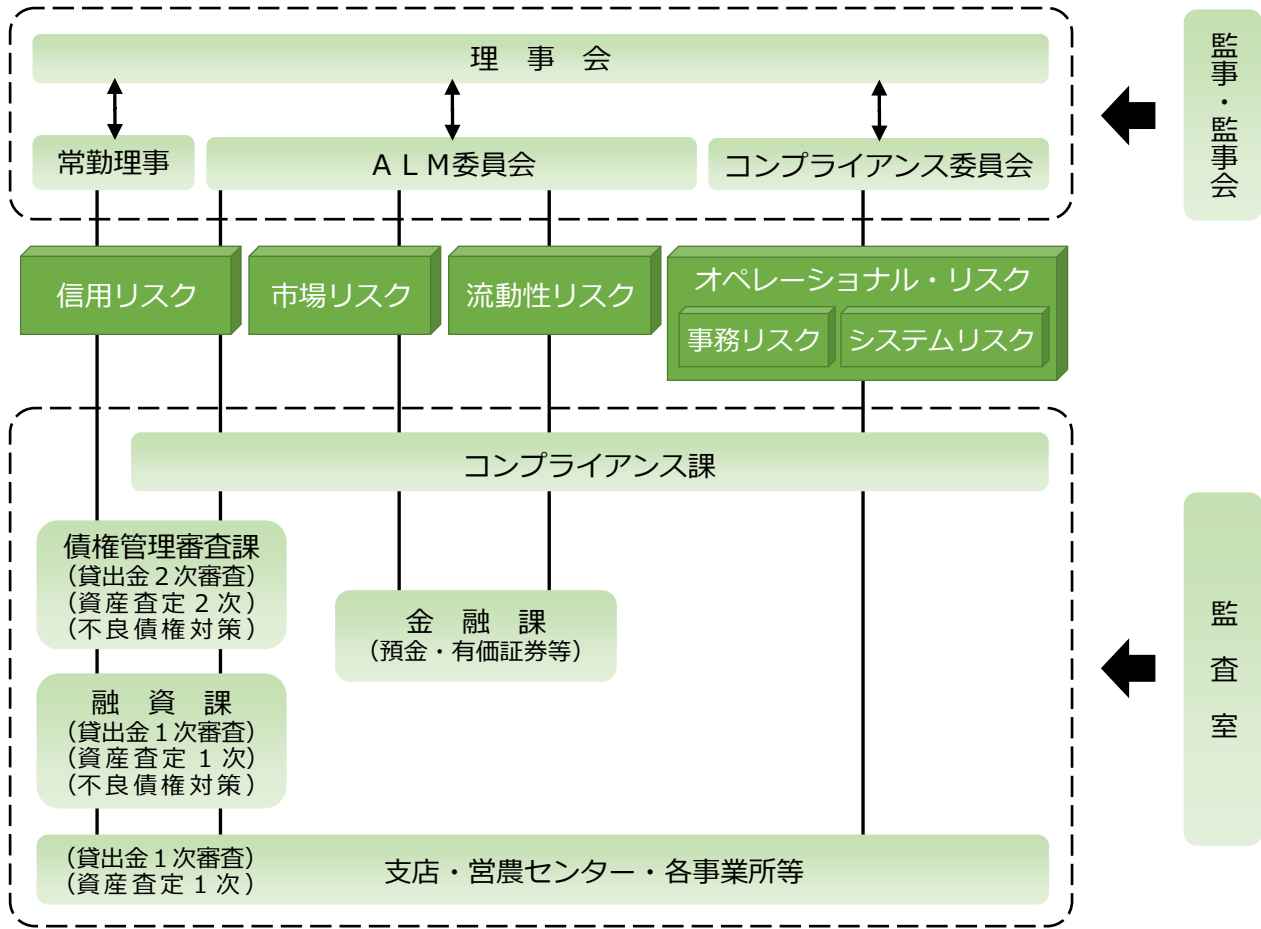 理 事 会
監事・監事会
常勤理事
ＡＬＭ委員会
コンプライアンス委員会
信用リスク
市場リスク
流動性リスク
オペレーショナル・リスク
事務リスク
システムリスク
コンプライアンス課
債権管理審査課
（貸出金２次審査）
（資産査定２次）
（不良債権対策）
金 融 課
（預金・有価証券等）
監 査 室
融 資 課
（貸出金１次審査）
（資産査定１次）
（不良債権対策）
（貸出金１次審査）
（資産査定１次）
支店・営農センター・各事業所等